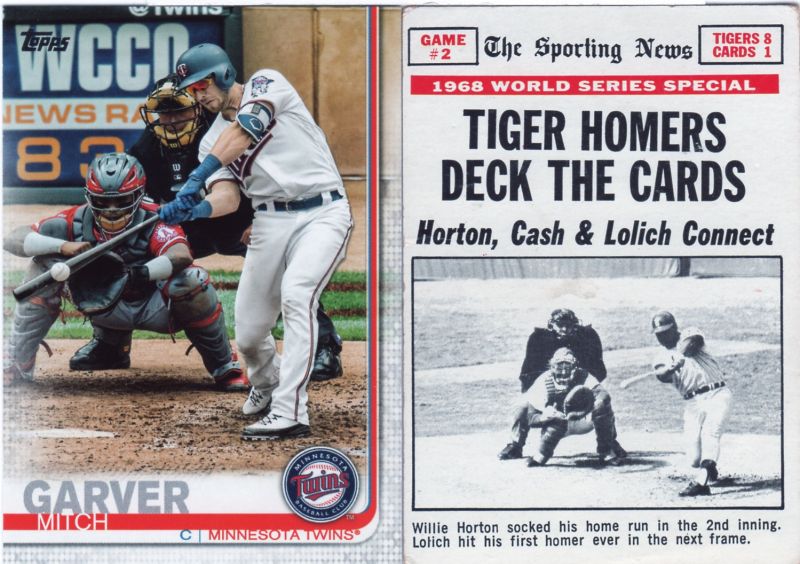 Topps
@Twins
WCCO
NEWS RA
83
GARVER
MITCH
C | MINNESOTA TWINS®
MINNESOTA
Twins
BASEBALL CLUB
TM
GAME
#2
The Sporting News
TIGERS 8
CARDS 1
1968 WORLD SERIES SPECIAL
TIGER HOMERS
DECK THE CARDS
Horton, Cash & Lolich Connect
Willie Horton socked his home run in the 2nd inning.
Lolich hit his first homer ever in the next frame.